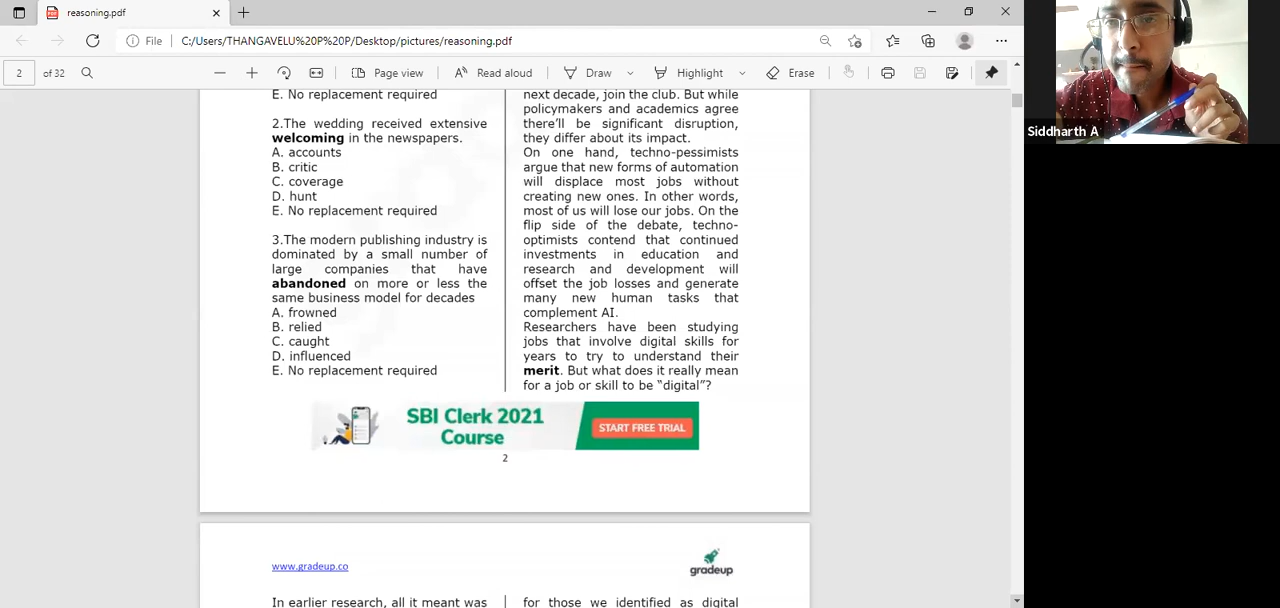 reasoning.pdf
File
C:/Users/THANGAVELU%20P%20P/Desktop/pictures/reasoning.pdf
2
of 32
Page view
Read aloud
Draw
Highlight
Erase
E. No replacement required
2.The wedding received extensive
welcoming in the newspapers.
A. accounts
B. critic
C. coverage
D. hunt
E. No replacement required
3.The modern publishing industry is
dominated by a small number of
large companies that have
abandoned on more or less the
same business model for decades
A. frowned
B. relied
C. caught
D. influenced
E. No replacement required
next decade, join the club. But while
policymakers and academics agree
there’ll be significant disruption,
they differ about its impact.
On one hand, techno-pessimists
argue that new forms of automation
will displace most jobs without
creating new ones. In other words,
most of us will lose our jobs. On the
flip side of the debate, techno-
optimists contend that continued
investments in education and
research and development will
offset the job losses and generate
many new human tasks that
complement AI.
Researchers have been studying
jobs that involve digital skills for
years to try to understand their
merit. But what does it really mean
for a job or skill to be “digital”?
SBI Clerk 2021
Course
START FREE TRIAL
2
www.gradeup.co
gradeup
In earlier research, all it meant was
for those we identified as digital
Siddharth A